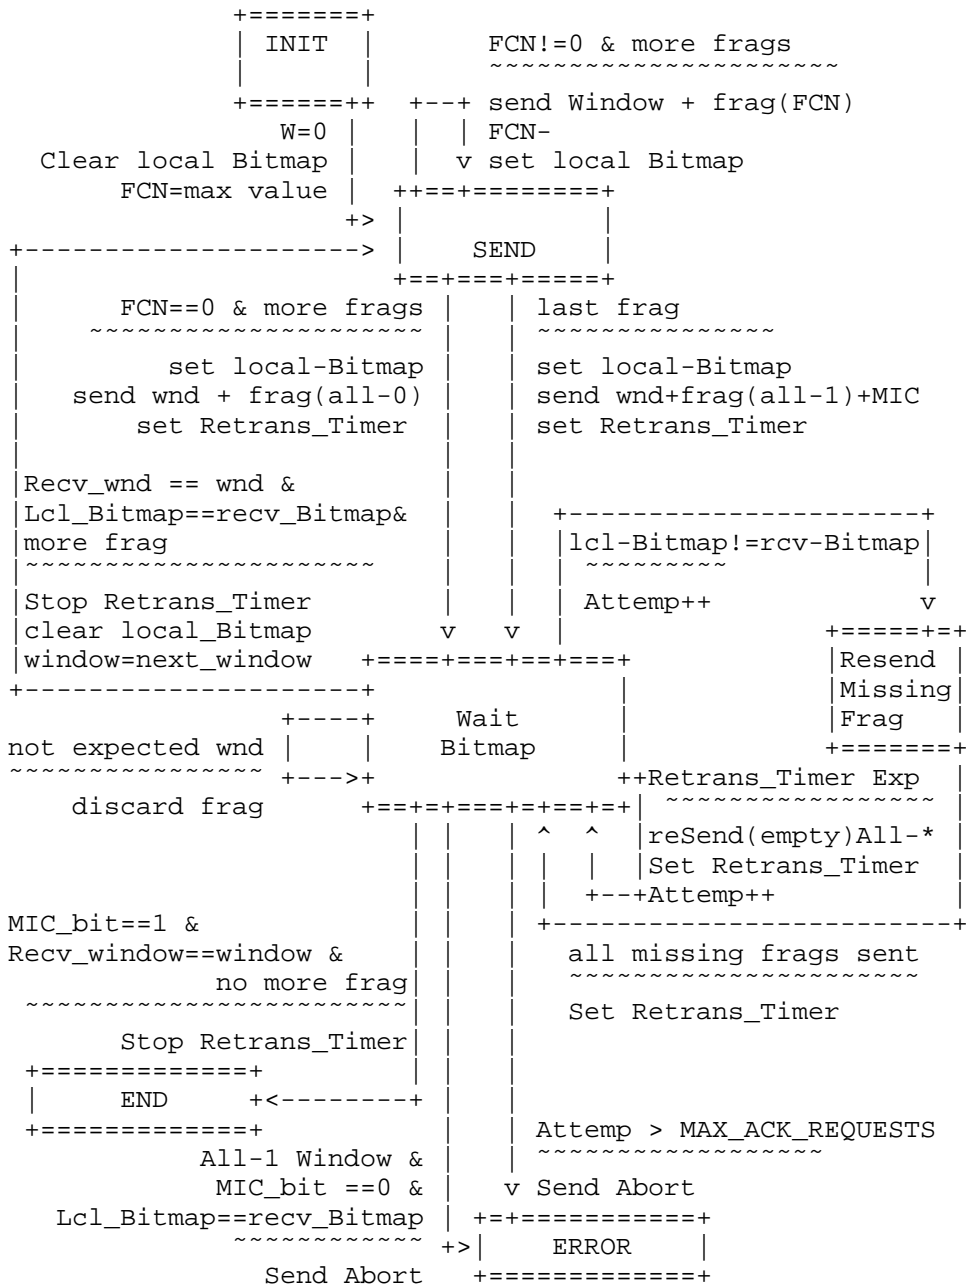 +=======+
             | INIT  |       FCN!=0 & more frags
             |       |       ~~~~~~~~~~~~~~~~~~~~~~
             +======++  +--+ send Window + frag(FCN)
                W=0 |   |  | FCN-
 Clear local Bitmap |   |  v set local Bitmap
      FCN=max value |  ++==+========+
                    +> |            |
+---------------------> |    SEND    |
|                       +==+===+=====+
|      FCN==0 & more frags |   | last frag
|    ~~~~~~~~~~~~~~~~~~~~~ |   | ~~~~~~~~~~~~~~~
|         set local-Bitmap |   | set local-Bitmap
|   send wnd + frag(all-0) |   | send wnd+frag(all-1)+MIC
|       set Retrans_Timer  |   | set Retrans_Timer
|                          |   |
|Recv_wnd == wnd &         |   |
|Lcl_Bitmap==recv_Bitmap&  |   |  +----------------------+
|more frag                 |   |  |lcl-Bitmap!=rcv-Bitmap|
|~~~~~~~~~~~~~~~~~~~~~~    |   |  | ~~~~~~~~~            |
|Stop Retrans_Timer        |   |  | Attemp++             v
|clear local_Bitmap        v   v  |                +=====+=+
|window=next_window   +====+===+==+===+            |Resend |
+---------------------+               |            |Missing|
                 +----+     Wait      |            |Frag   |
not expected wnd |    |    Bitmap     |            +=======+
~~~~~~~~~~~~~~~~ +--->+               ++Retrans_Timer Exp  |
    discard frag      +==+=+===+=+==+=+| ~~~~~~~~~~~~~~~~~ |
                         | |   | ^  ^  |reSend(empty)All-* |
                         | |   | |  |  |Set Retrans_Timer  |
                         | |   | |  +--+Attemp++           |
MIC_bit==1 &             | |   | +-------------------------+
Recv_window==window &    | |   |   all missing frags sent
             no more frag| |   |   ~~~~~~~~~~~~~~~~~~~~~~
 ~~~~~~~~~~~~~~~~~~~~~~~~| |   |   Set Retrans_Timer
       Stop Retrans_Timer| |   |
 +=============+         | |   |
 |     END     +<--------+ |   |
 +=============+           |   | Attemp > MAX_ACK_REQUESTS
            All-1 Window & |   | ~~~~~~~~~~~~~~~~~~
             MIC_bit ==0 & |   v Send Abort
   Lcl_Bitmap==recv_Bitmap | +=+===========+
              ~~~~~~~~~~~~ +>|    ERROR    |
                Send Abort   +=============+